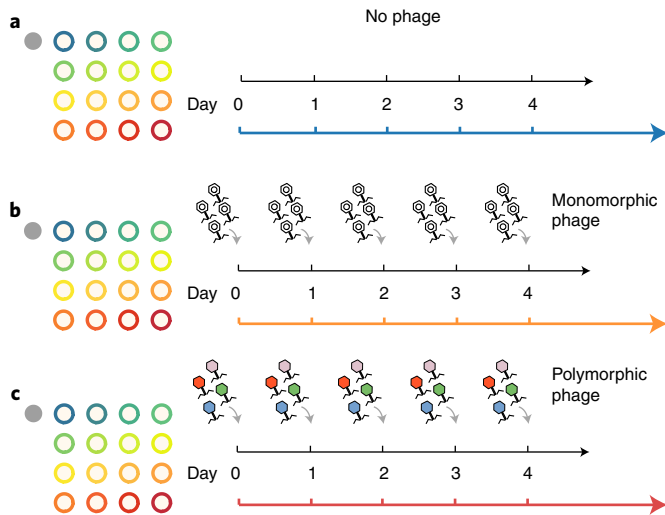 a
No phage
Day 0 1 2 3 4
b
Monomorphic
phage
Day 0 1 2 3 4
c
Polymorphic
phage
Day 0 1 2 3 4